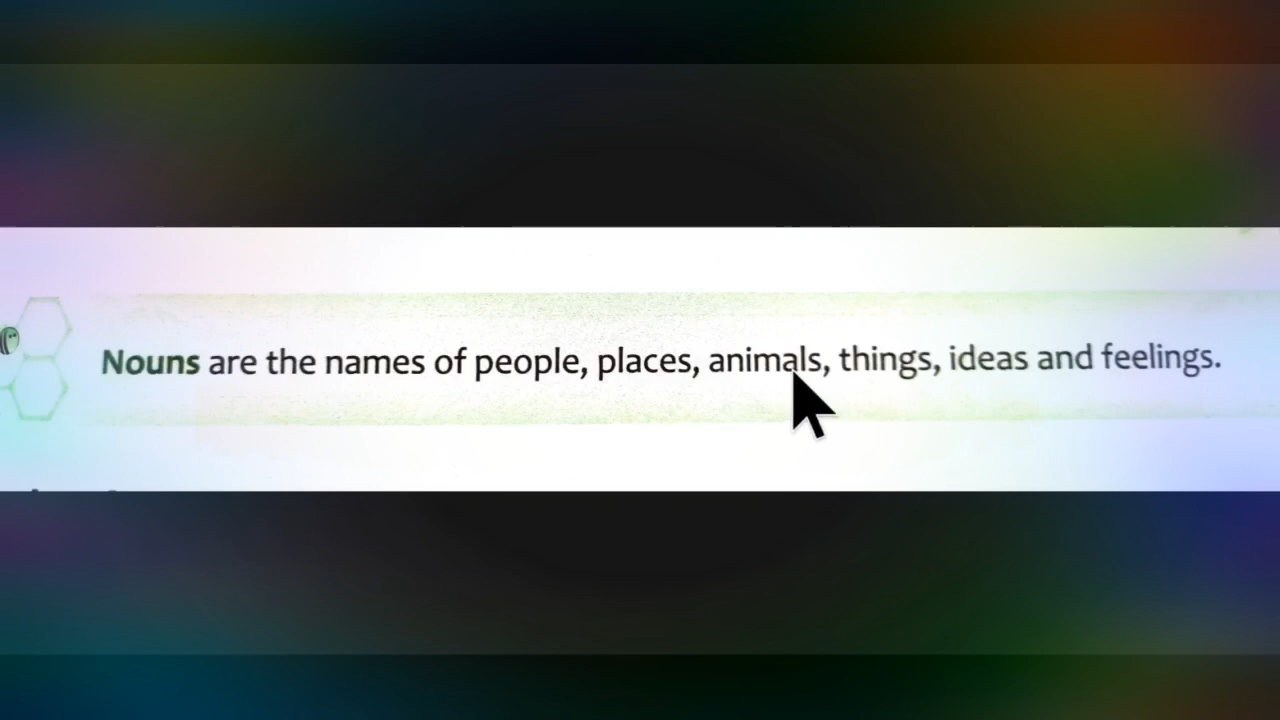 Nouns are the names of people, places, animals, things, ideas and feelings.